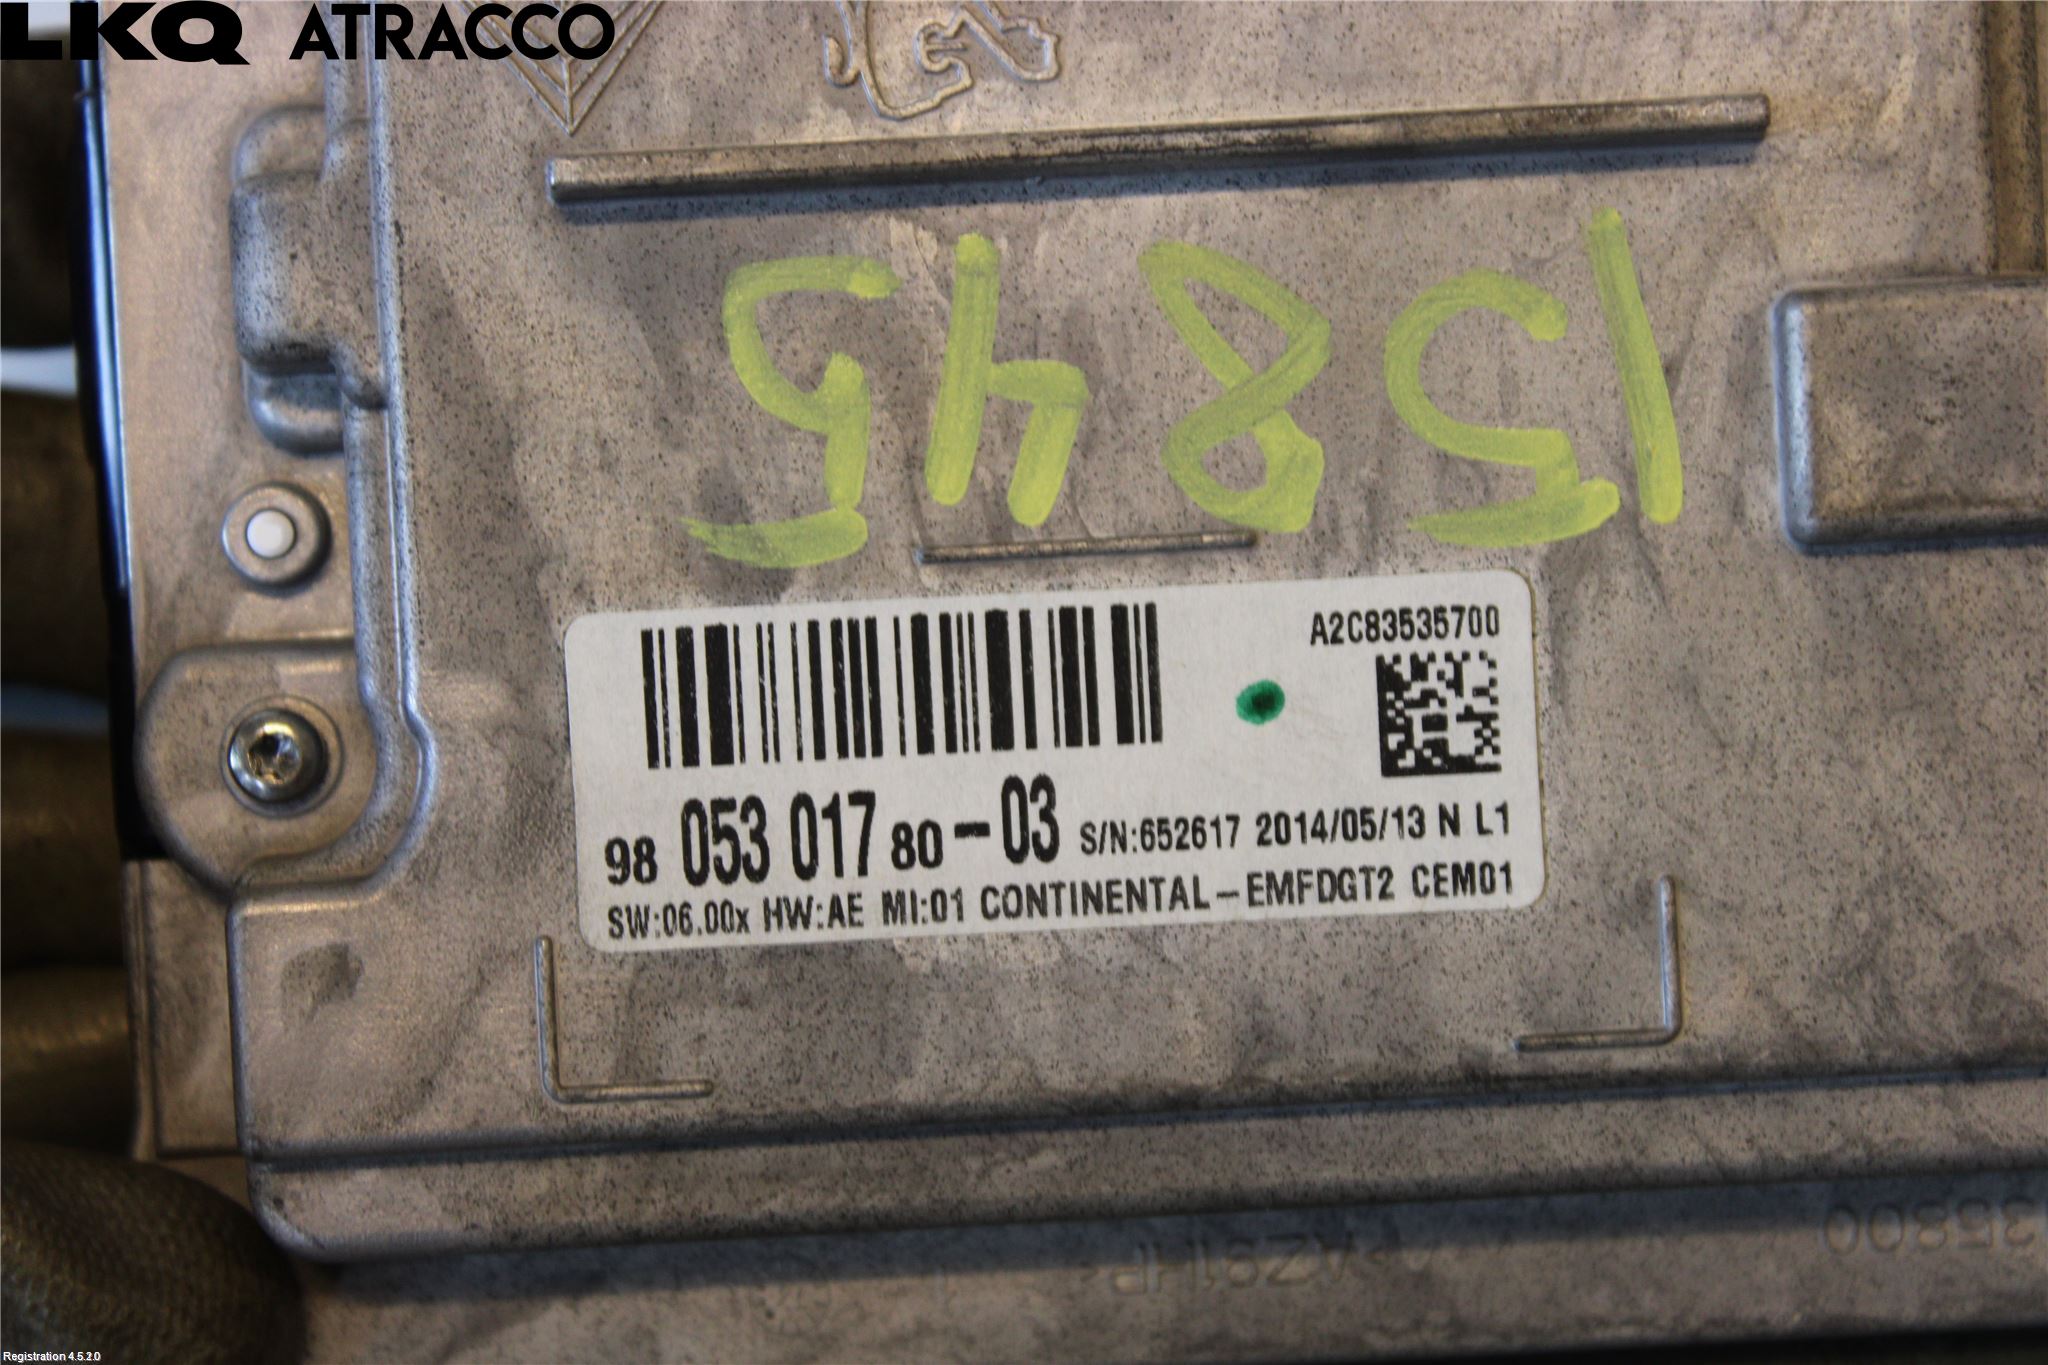 LKQ ATRACCO
15845
A2C83535700
98 053 017 80-03 S/N:652617 2014/05/13 N L1
SW:06.00x HW:AE MI:01 CONTINENTAL-EMFDGT2 CEM01
35800
Registration 4.5.2.0